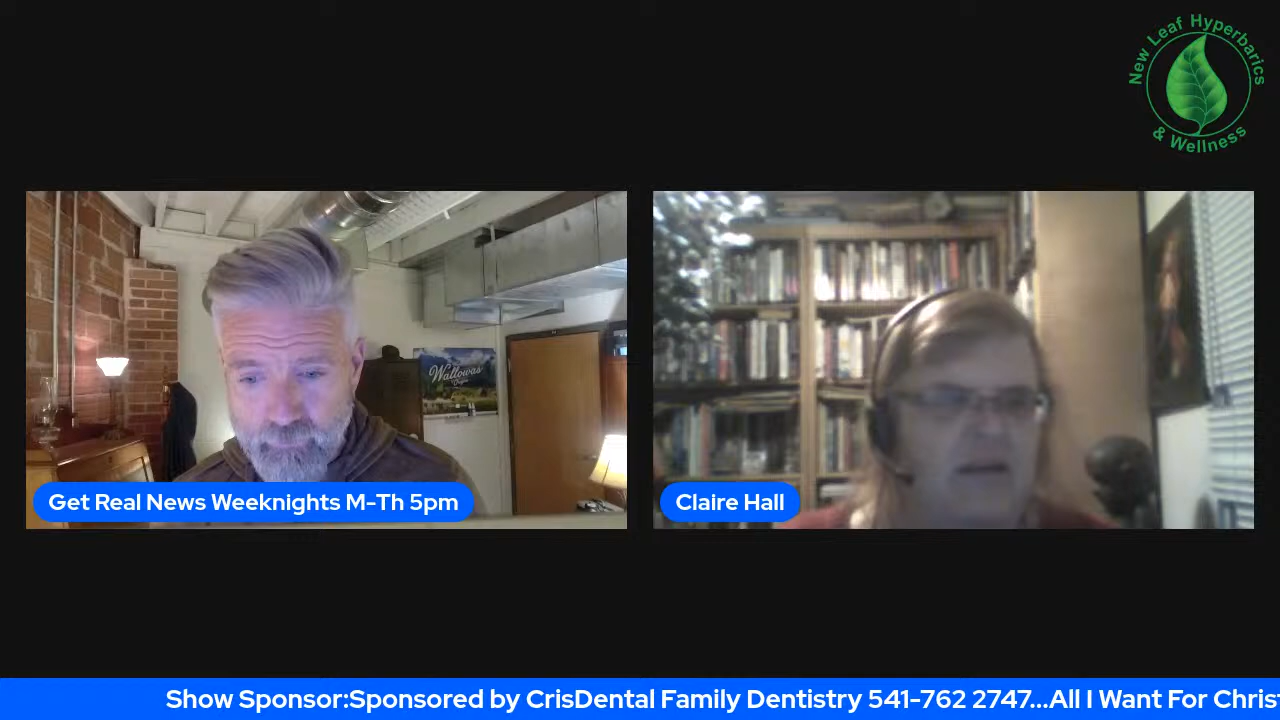 New Leaf Hyperbarics
& Wellness
Wallowas
Get Real News Weeknights M-Th 5pm
Claire Hall
Show Sponsor:Sponsored by CrisDental Family Dentistry 541-762 2747...All I Want For Chris